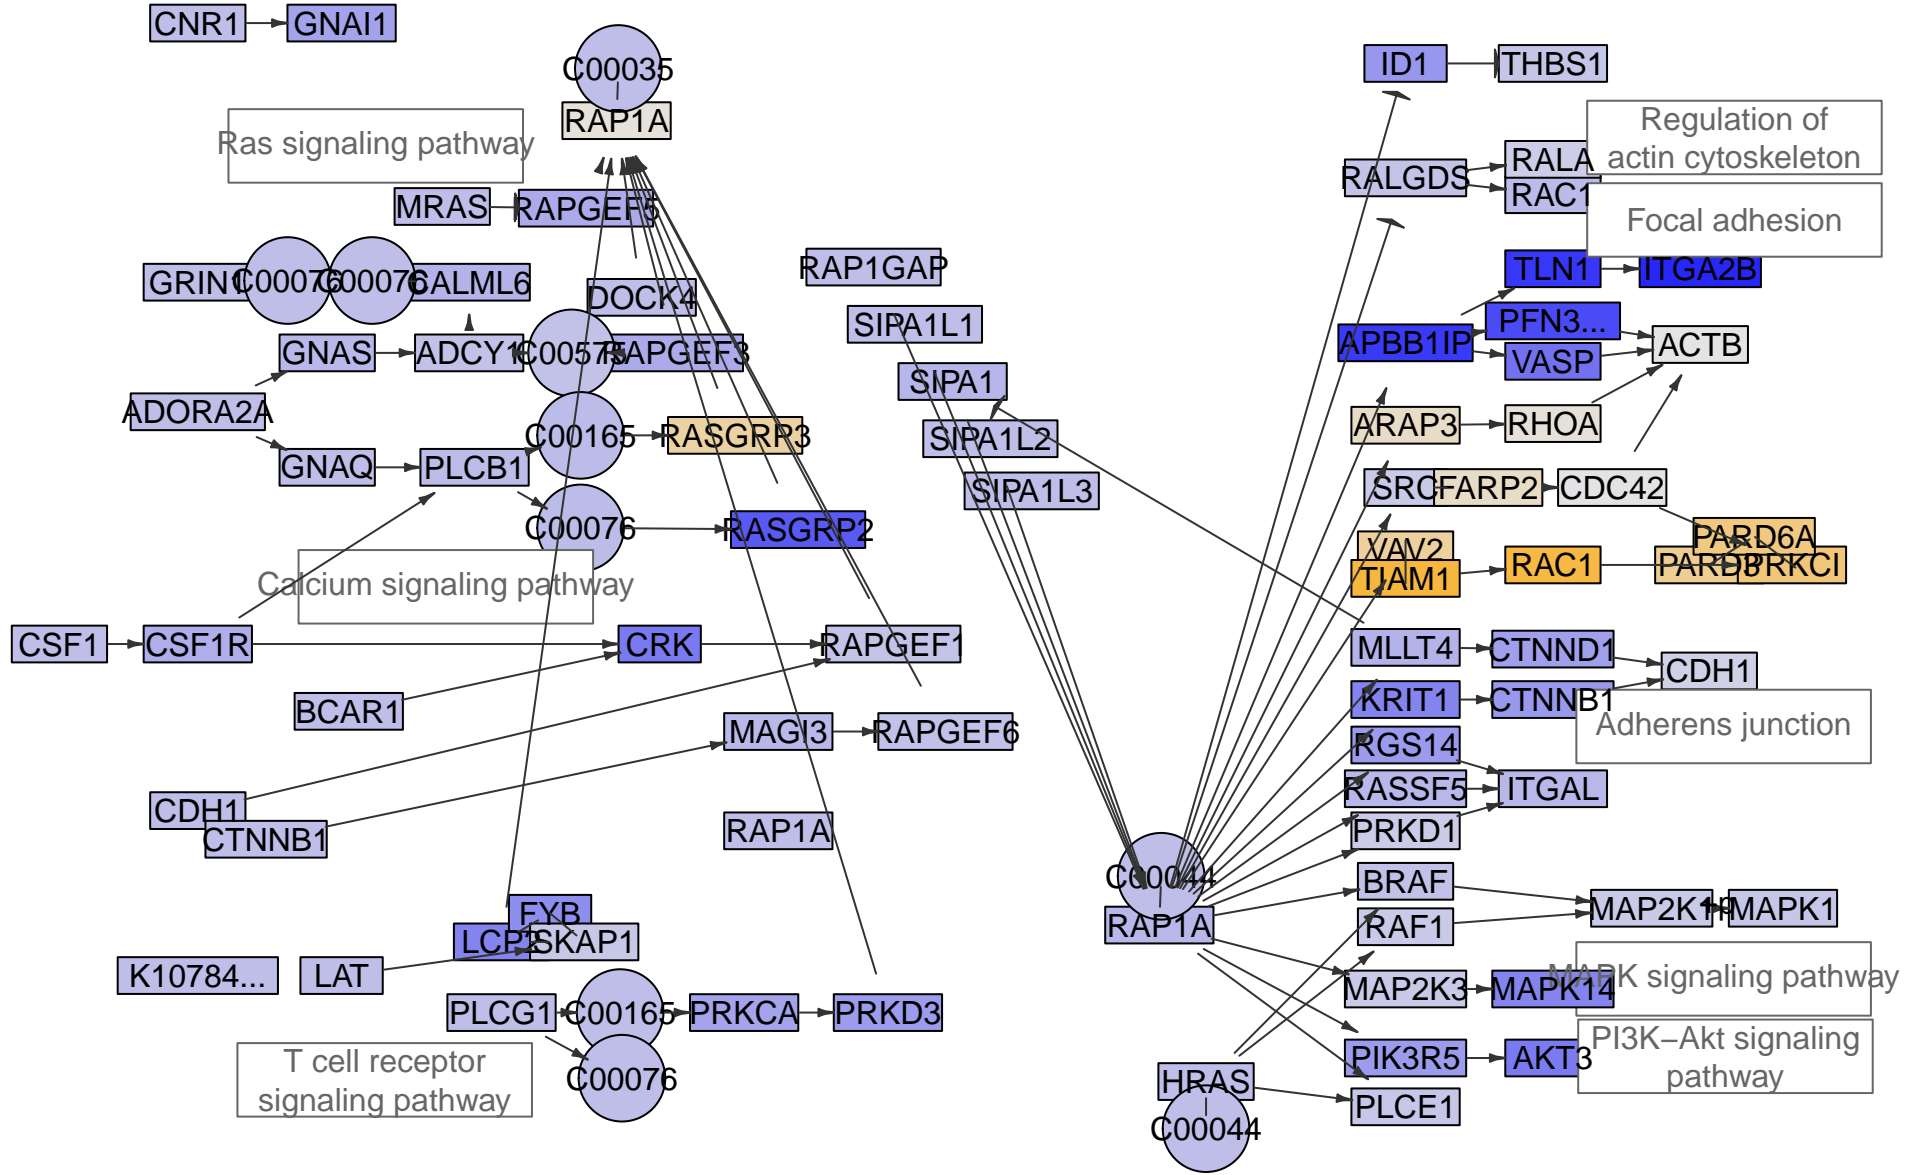 CNR1
GNAI1
C00035
RAP1A
Ras signaling pathway
MRAS
RAPGEF5
GRIN1
C00076
C00076
CALML6
DOCK4
GNAS
ADCY1
C00575
RAPGEF3
ADORA2A
C00165
RASGRP3
GNAQ
PLCB1
C00076
RASGRP2
Calcium signaling pathway
CSF1
CSF1R
CRK
RAPGEF1
BCAR1
MAGI3
RAPGEF6
CDH1
CTNNB1
RAP1A
FYB
LCP2
SKAP1
K10784...
LAT
PLCG1
C00165
PRKCA
PRKD3
C00076
T cell receptor
signaling pathway
RAP1GAP
SIPA1L1
SIPA1
SIPA1L2
SIPA1L3
C00044
RAP1A
HRAS
C00044
ID1
THBS1
Regulation of
actin cytoskeleton
RALGDS
RALA
RAC1
Focal adhesion
TLN1
ITGA2B
APBB1IP
PFN3...
VASP
ACTB
ARAP3
RHOA
SRC
FARP2
CDC42
VAV2
TIAM1
RAC1
PARD6A
PARD3
PRKCI
MLLT4
CTNND1
CDH1
KRIT1
CTNNB1
Adherens junction
RGS14
RASSF5
ITGAL
PRKD1
BRAF
RAF1
MAP2K1
MAPK1
MAP2K3
MAPK14
MAPK signaling pathway
PIK3R5
AKT3
PI3K−Akt signaling
pathway
PLCE1